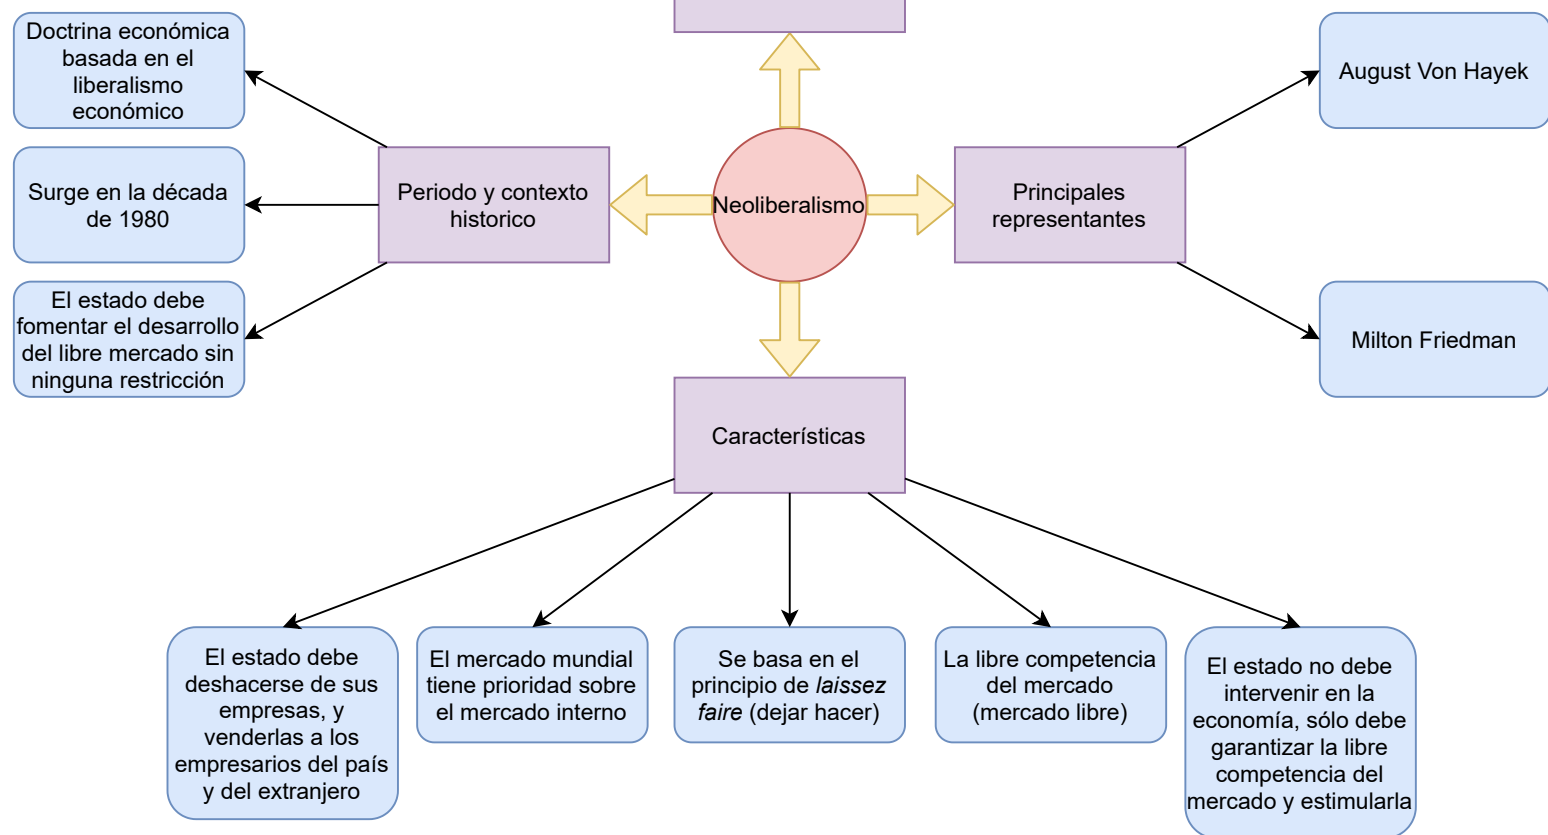 Doctrina económica
basada en el
liberalismo
económico
August Von Hayek
Periodo y contexto
historico
Neoliberalismo
Principales
representantes
Surge en la década
de 1980
El estado debe
fomentar el desarrollo
del libre mercado sin
ninguna restricción
Milton Friedman
Características
El estado debe
deshacerse de sus
empresas, y
venderlas a los
empresarios del país
y del extranjero
El mercado mundial
tiene prioridad sobre
el mercado interno
Se basa en el
principio de laissez
faire (dejar hacer)
La libre competencia
del mercado
(mercado libre)
El estado no debe
intervenir en la
economía, sólo debe
garantizar la libre
competencia del
mercado y estimularla